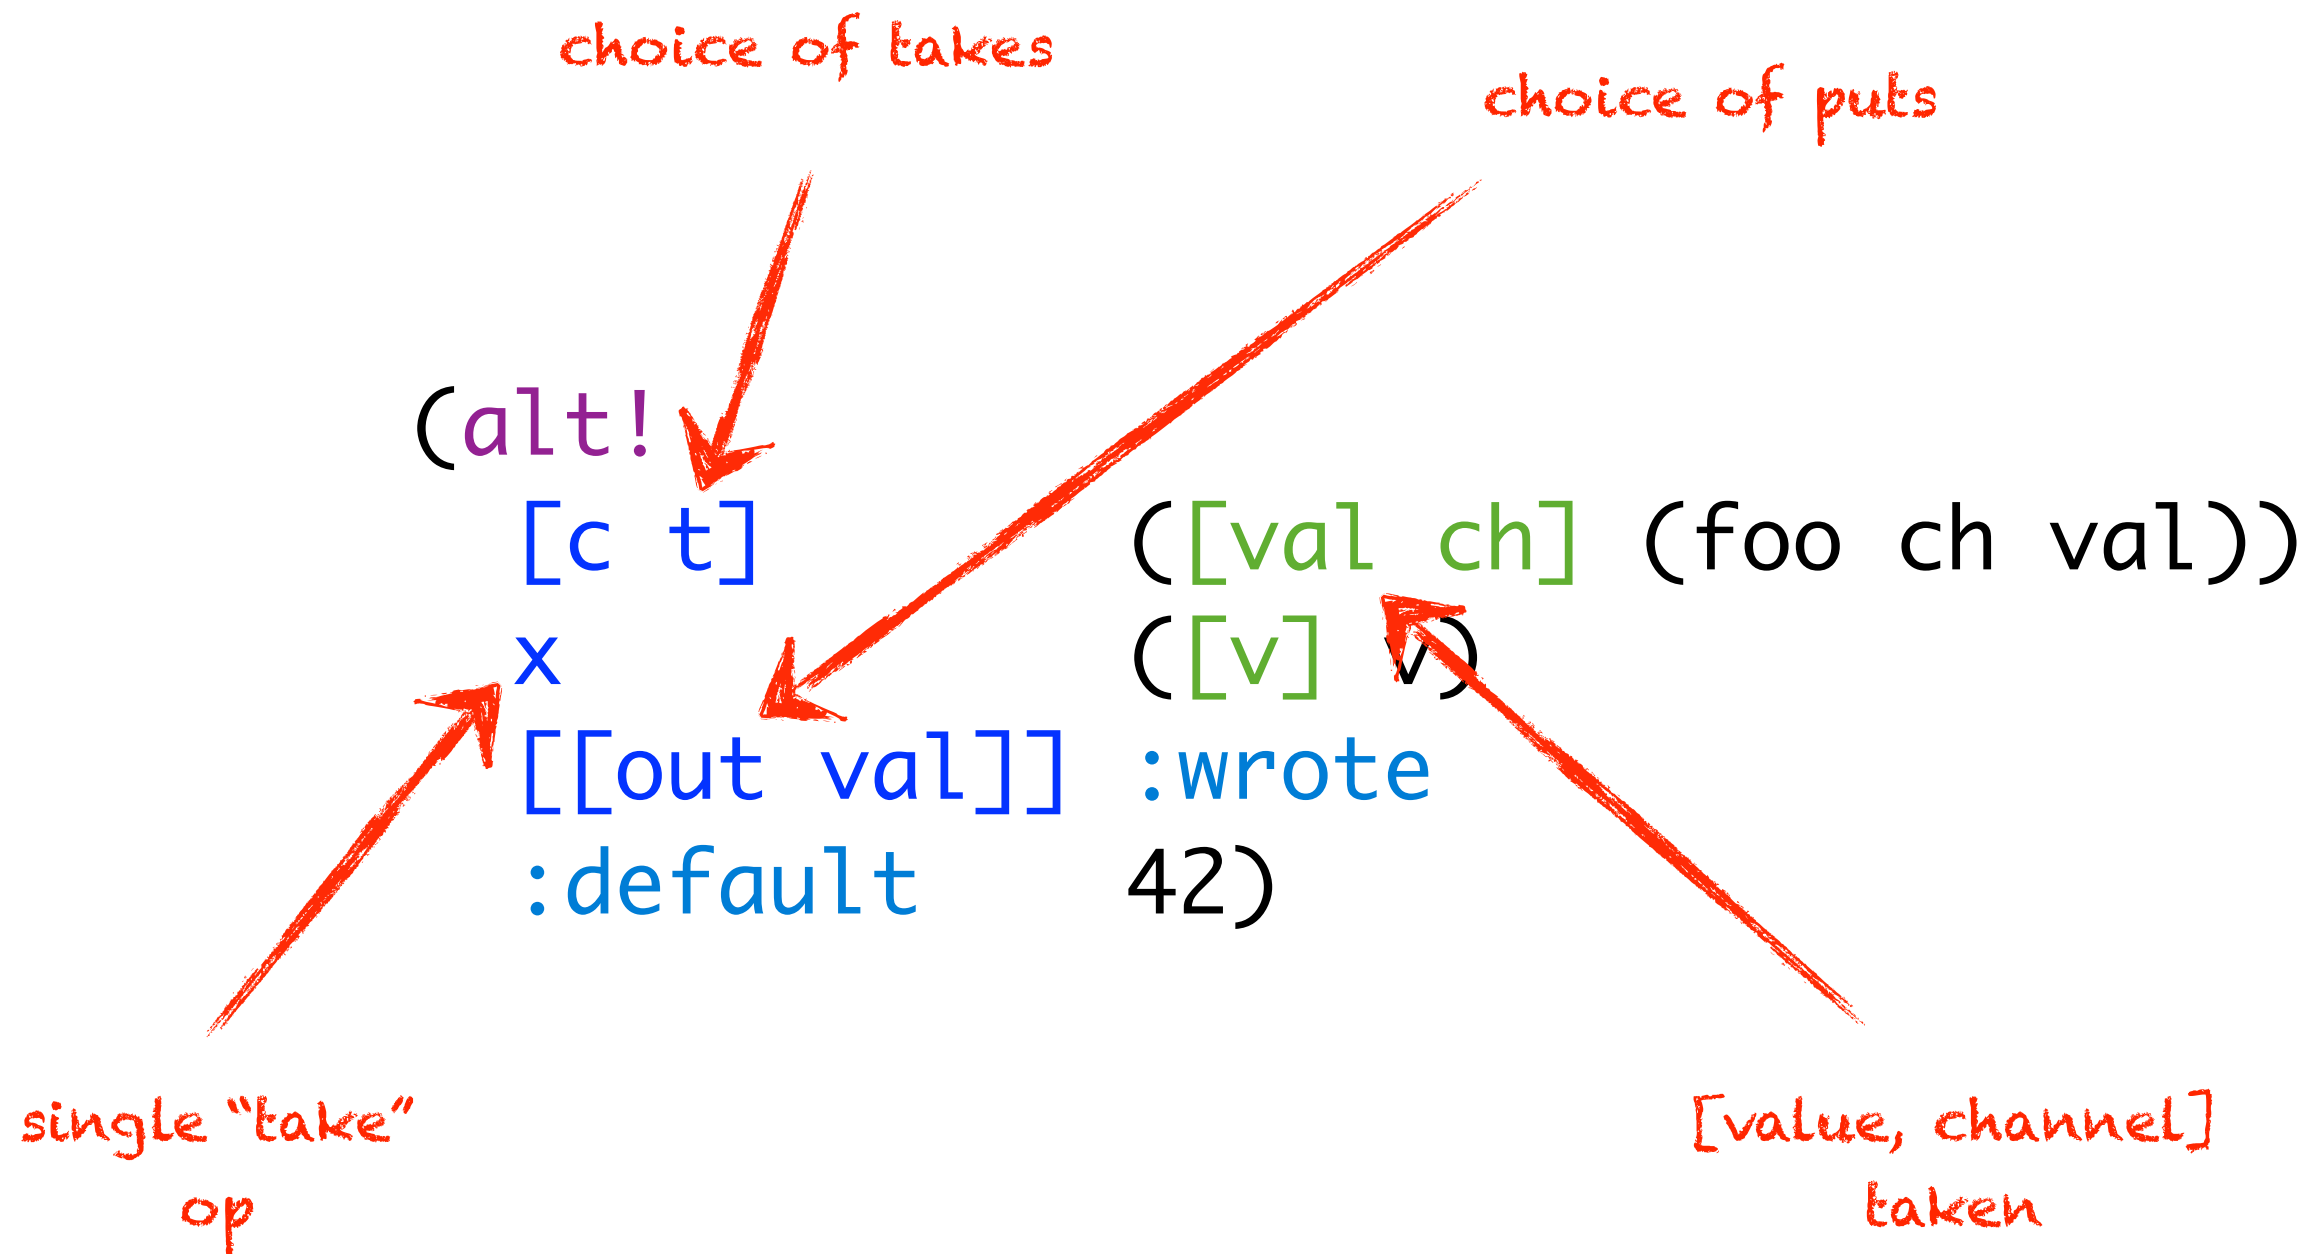 choice of takes
choice of puts
(alt!
[c t] ([val ch] (foo ch val))
x ([v] v)
[[out val]] :wrote
:default 42)
single “take”
op
[value, channel]
taken